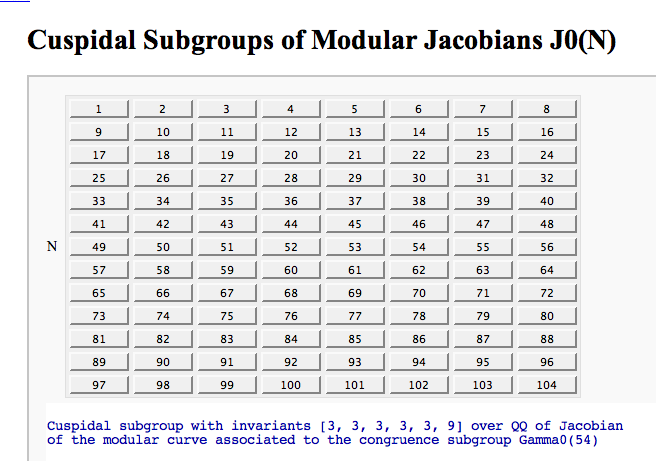 Cuspidal Subgroups of Modular Jacobians J0(N)
1 2 3 4 5 6 7 8
9 10 11 12 13 14 15 16
17 18 19 20 21 22 23 24
25 26 27 28 29 30 31 32
33 34 35 36 37 38 39 40
41 42 43 44 45 46 47 48
N 49 50 51 52 53 54 55 56
57 58 59 60 61 62 63 64
65 66 67 68 69 70 71 72
73 74 75 76 77 78 79 80
81 82 83 84 85 86 87 88
89 90 91 92 93 94 95 96
97 98 99 100 101 102 103 104
Cuspidal subgroup with invariants [3, 3, 3, 3, 3, 9] over QQ of Jacobian
of the modular curve associated to the congruence subgroup Gamma0(54)